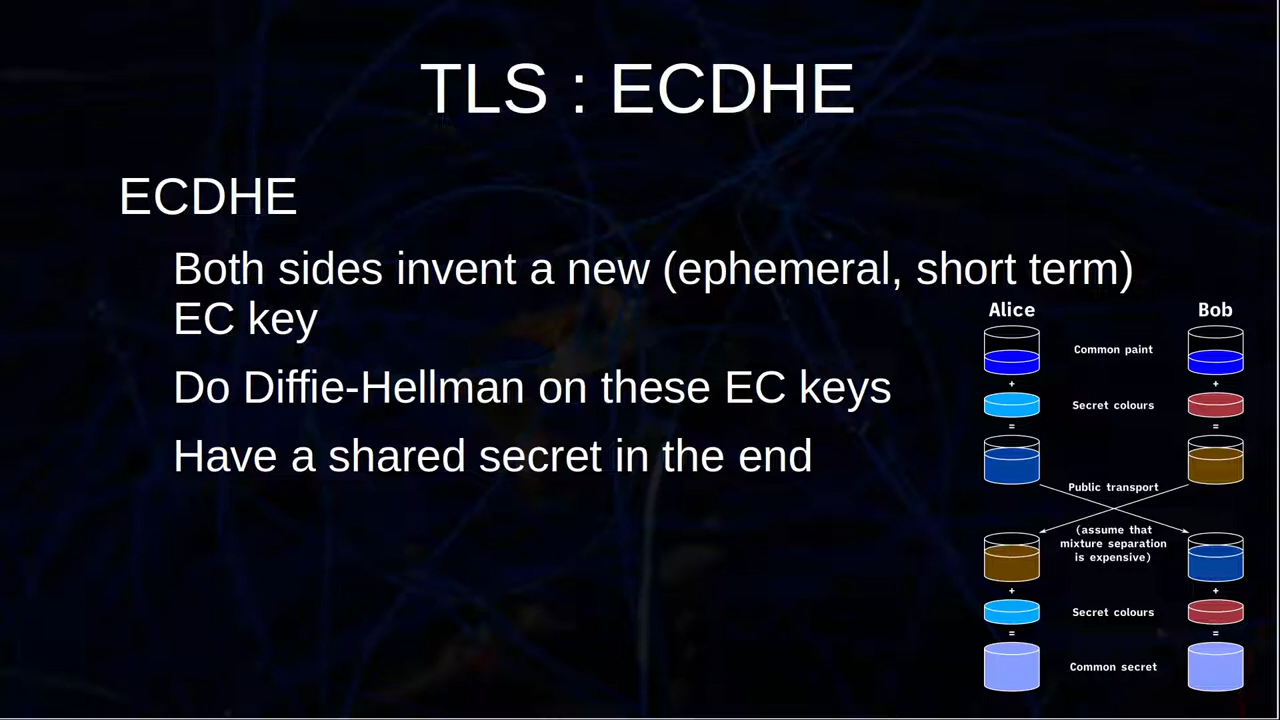 TLS : ECDHE
ECDHE
Both sides invent a new (ephemeral, short term)
EC key
Do Diffie-Hellman on these EC keys
Have a shared secret in the end
Alice
Bob
Common paint
+
+
Secret colours
=
=
Public transport
(assume that
mixture separation
is expensive)
+
+
Secret colours
=
=
Common secret